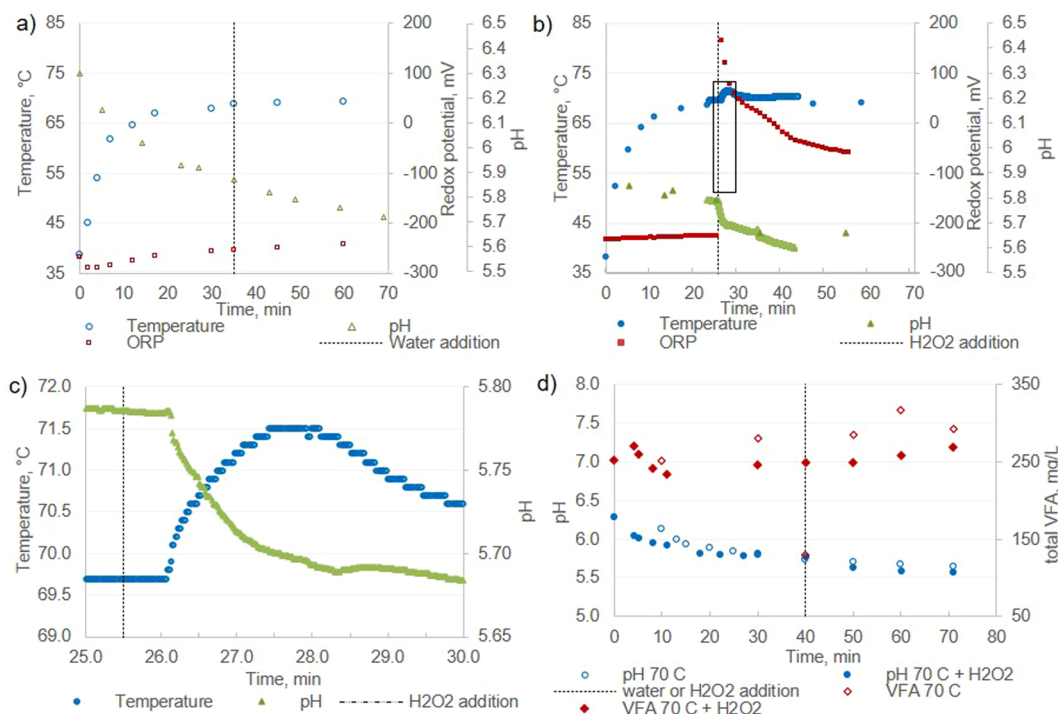 a)
85
75
65
55
45
35
Temperature, °C
0 10 20 30 40 50 60 70
Time, min
200
100
0
-100
-200
-300
Redox potential, mV
6.5
6.4
6.3
6.2
6.1
6
5.9
5.8
5.7
5.6
5.5
pH
Temperature
pH
ORP
Water addition
b)
85
75
65
55
45
35
Temperature, °C
0 10 20 30 40 50 60 70
Time, min
200
100
0
-100
-200
-300
Redox potential, mV
6.5
6.4
6.3
6.2
6.1
6
5.9
5.8
5.7
5.6
5.5
pH
Temperature
pH
ORP
H2O2 addition
c)
72.0
71.5
71.0
70.5
70.0
69.5
69.0
Temperature, °C
25.0 26.0 27.0 28.0 29.0 30.0
Time, min
5.80
5.75
5.70
5.65
pH
Temperature
pH
H2O2 addition
d)
8.0
7.5
7.0
6.5
6.0
5.5
5.0
pH
0 10 20 30 40 50 60 70 80
Time, min
350
250
150
50
total VFA, mg/L
pH 70 C
pH 70 C + H2O2
water or H2O2 addition
VFA 70 C
VFA 70 C + H2O2